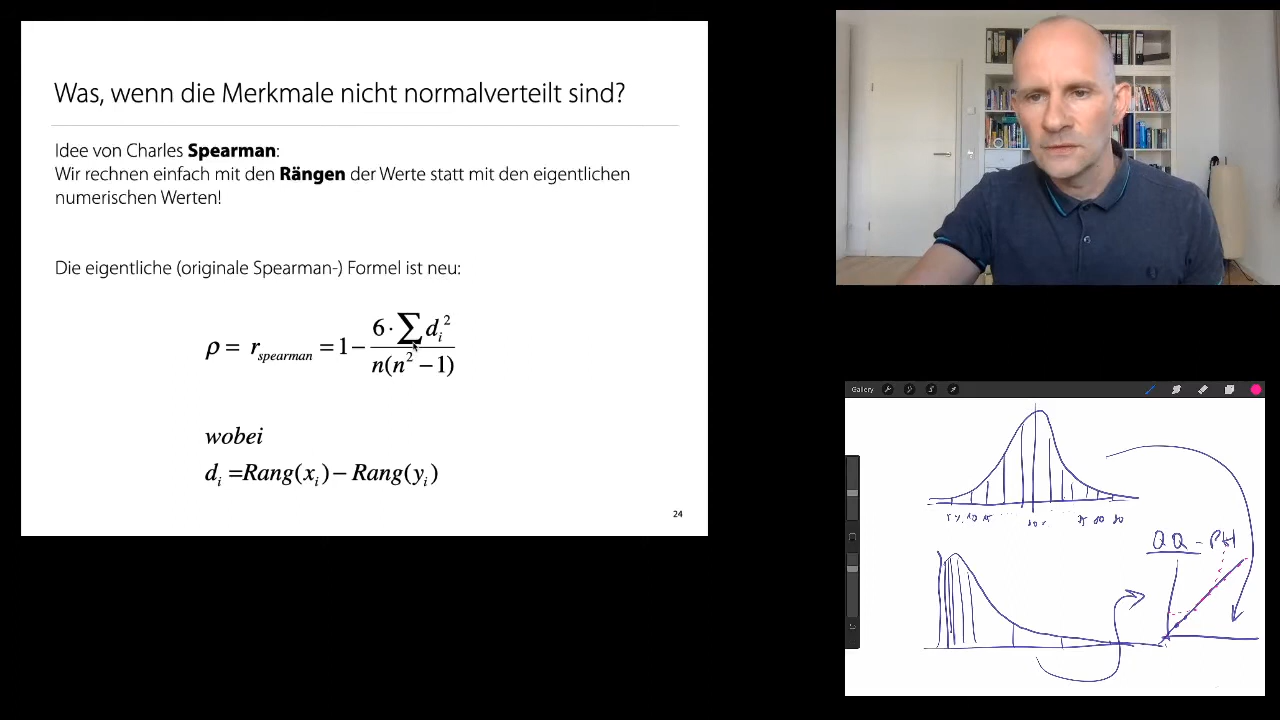 Was, wenn die Merkmale nicht normalverteilt sind?
Idee von Charles Spearman:
Wir rechnen einfach mit den Rängen der Werte statt mit den eigentlichen
numerischen Werten!
Die eigentliche (originale Spearman-) Formel ist neu:
ρ = r_spearman = 1 − 6·∑d_i² / n(n² − 1)
wobei
d_i =Rang(x_i) − Rang(y_i)
24
Gallery
QQ-Plot